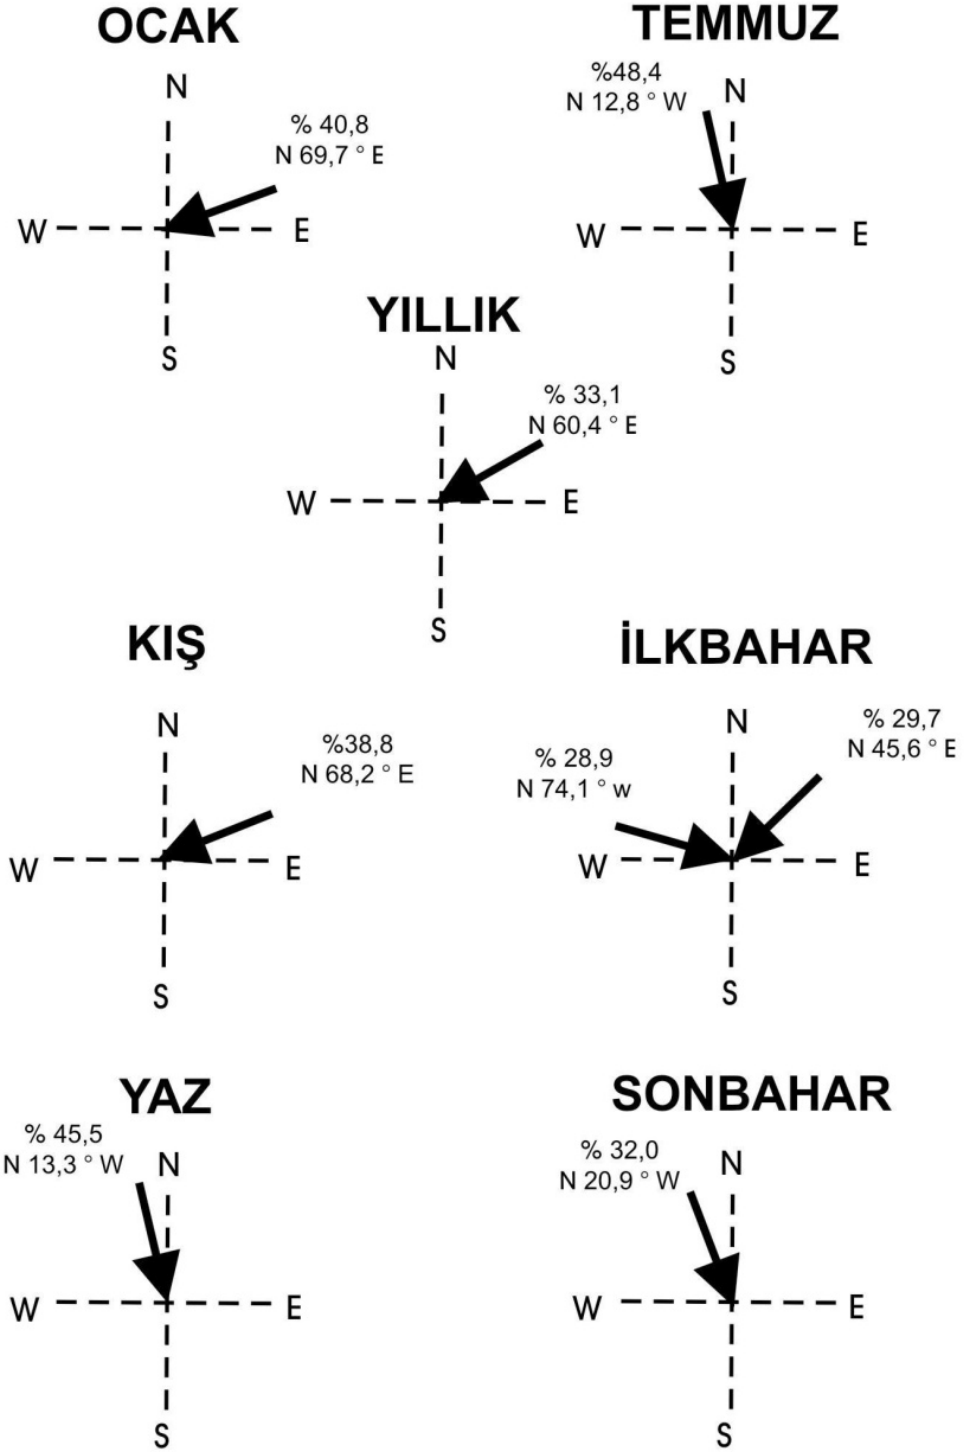 OCAK
N
% 40,8
N 69,7 ° E
W
E
S
TEMMUZ
%48,4
N 12,8 ° W
N
W
E
S
YILLIK
N
% 33,1
N 60,4 ° E
W
E
S
KIŞ
N
%38,8
N 68,2 ° E
W
E
S
İLKBAHAR
N
% 29,7
N 45,6 ° E
% 28,9
N 74,1 ° w
W
E
S
YAZ
% 45,5
N 13,3 ° W
N
W
E
S
SONBAHAR
% 32,0
N 20,9 ° W
N
W
E
S